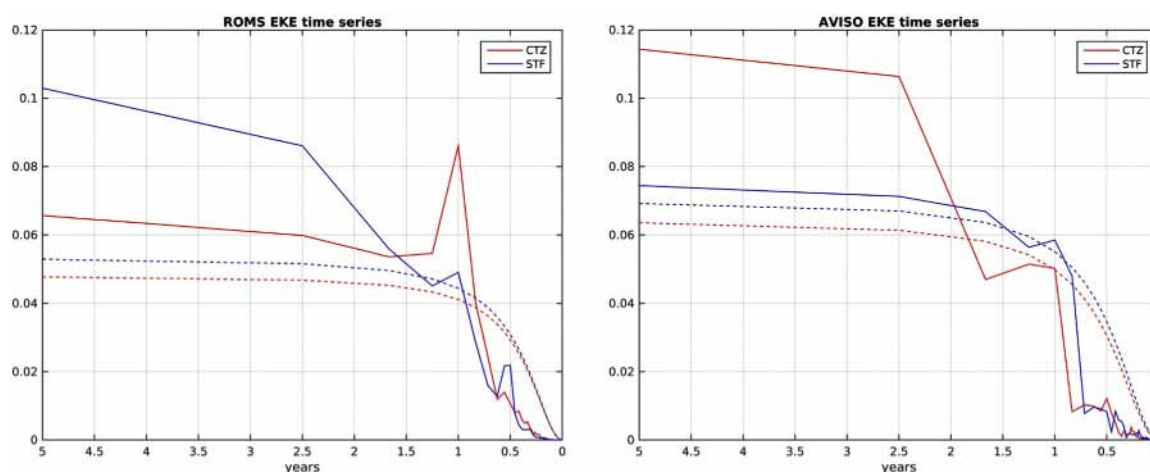 ROMS EKE time series
0.12
0.1
0.08
0.06
0.04
0.02
0
CTZ
STF
5 4.5 4 3.5 3 2.5 2 1.5 1 0.5 0
years
AVISO EKE time series
0.12
0.1
0.08
0.06
0.04
0.02
0
CTZ
STF
5 4.5 4 3.5 3 2.5 2 1.5 1 0.5
years